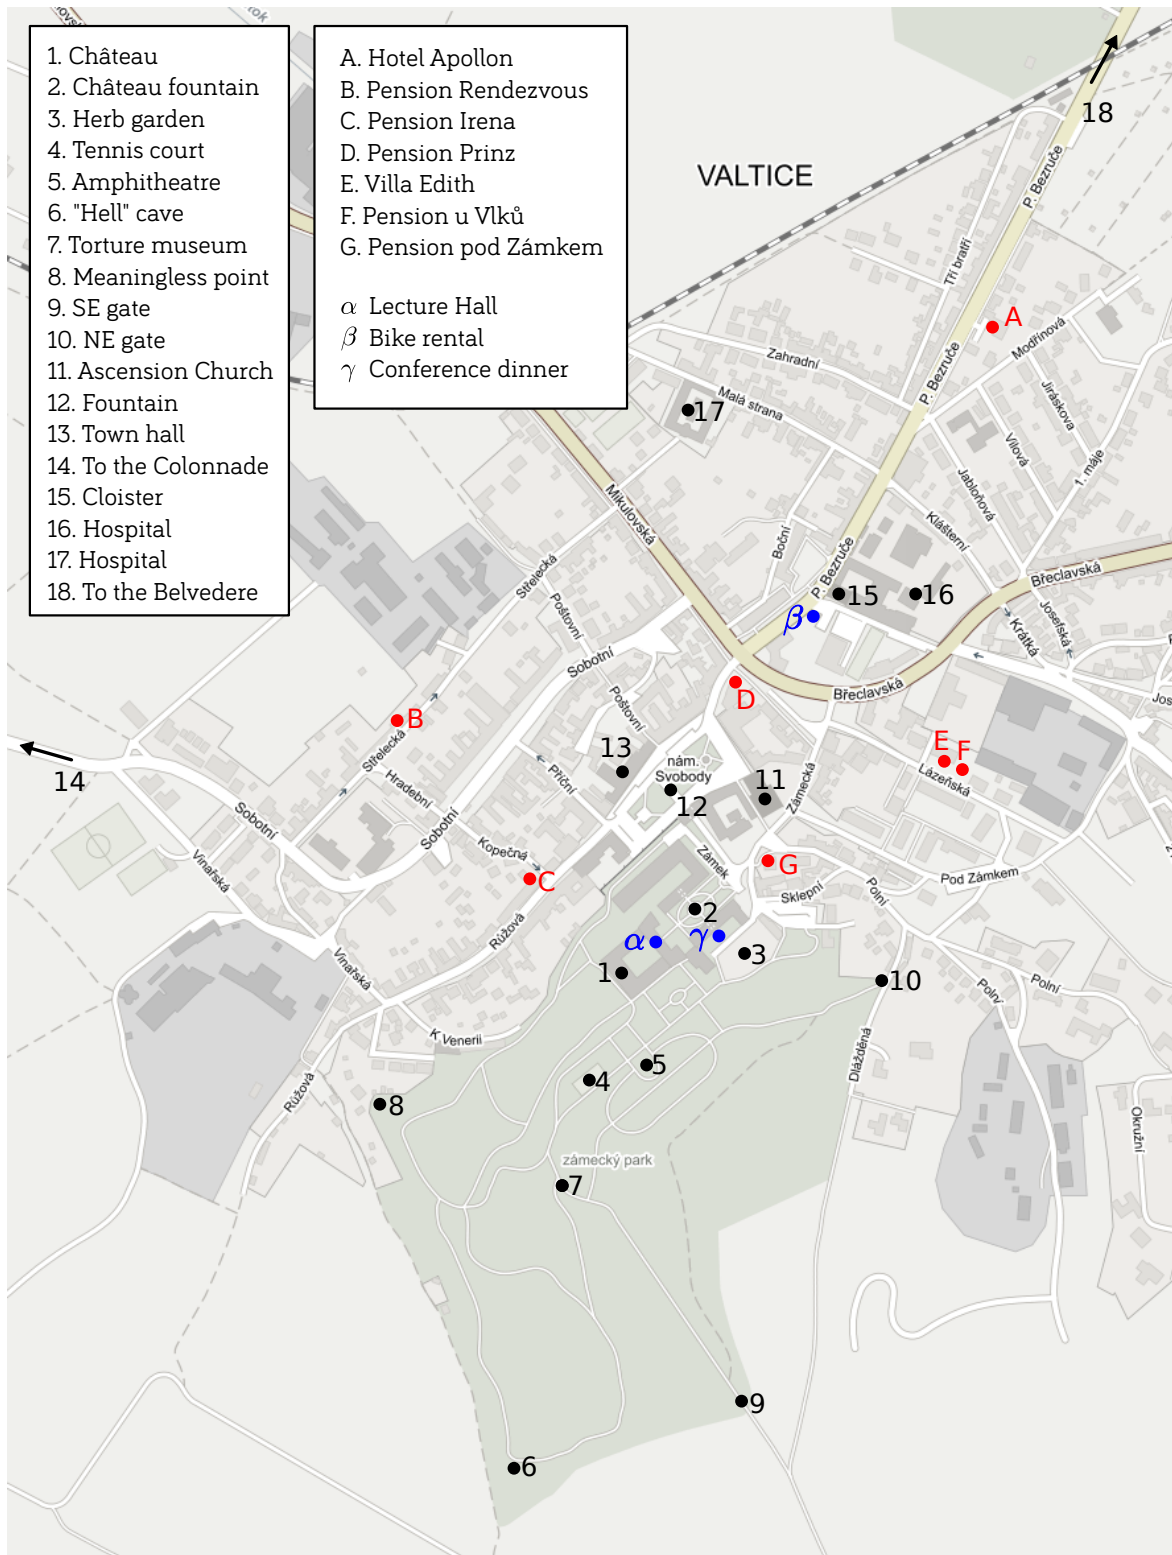 1. Château
2. Château fountain
3. Herb garden
4. Tennis court
5. Amphitheatre
6. "Hell" cave
7. Torture museum
8. Meaningless point
9. SE gate
10. NE gate
11. Ascension Church
12. Fountain
13. Town hall
14. To the Colonnade
15. Cloister
16. Hospital
17. Hospital
18. To the Belvedere
A. Hotel Apollon
B. Pension Rendezvous
C. Pension Irena
D. Pension Prinz
E. Villa Edith
F. Pension u Vlků
G. Pension pod Zámkem
α Lecture Hall
β Bike rental
γ Conference dinner
18
VALTICE
P. Bezruče
Tří bratří
A
Modřínová
Zahradní
P. Bezruče
Jiráskova
Malá strana
17
Vilová
1. máje
Jabloňová
Mikulovská
Klášterní
Boční
P. Bezruče
Střelecká
Břeclavská
15
16
β
Poštovní
Krátká
Josefská
Sobotní
Břeclavská
D
Poštovní
B
Střelecká
13
E
F
nám.
Svobody
Lázeňská
14
Příční
11
Zámecká
12
Hradební
Sobotní
Sobotní
Kopečná
Vinařská
Zámek
G
Pod Zámkem
C
Sklepní
Polní
2
Růžová
α
γ
3
Vinařská
1
10
Polní
Polní
K Venerii
Dlážděná
5
4
Růžová
8
Okružní
zámecký park
7
9
6